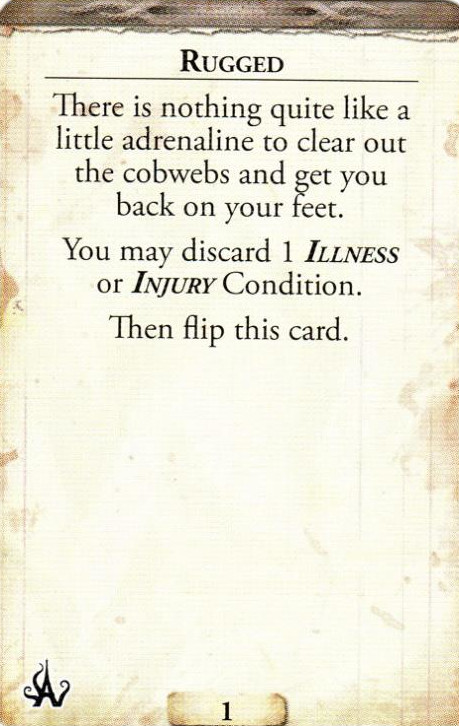 RUGGED
There is nothing quite like a
little adrenaline to clear out
the cobwebs and get you
back on your feet.
You may discard 1 ILLNESS
or INJURY Condition.
Then flip this card.
1